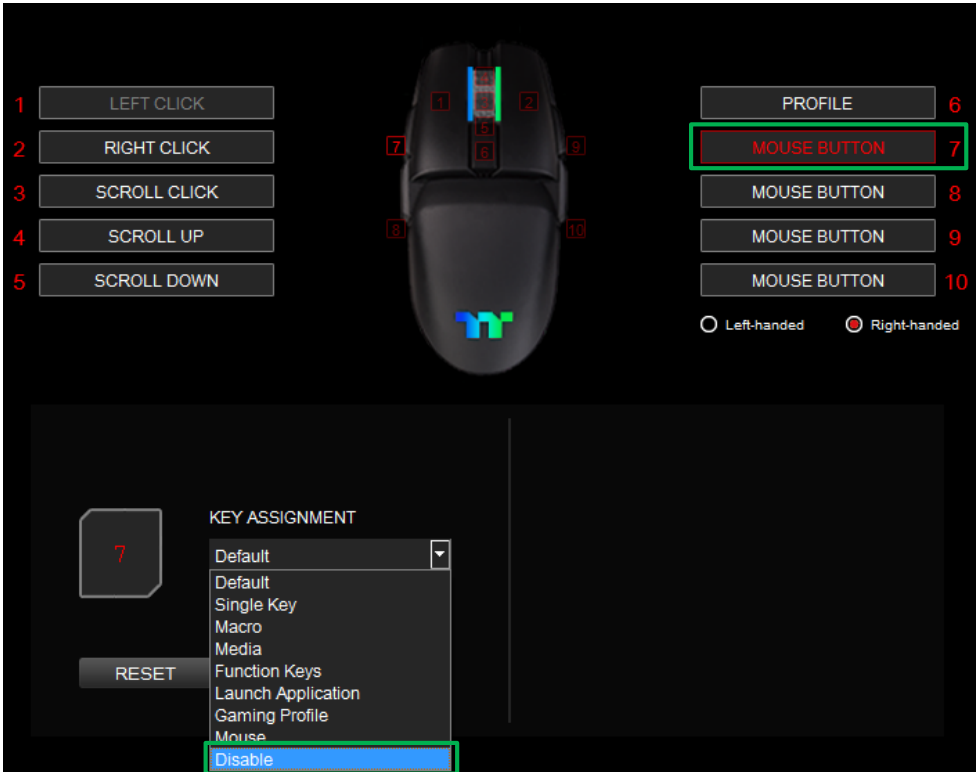 1 LEFT CLICK
2 RIGHT CLICK
3 SCROLL CLICK
4 SCROLL UP
5 SCROLL DOWN
1
2
5
6
7
9
8
10
PROFILE 6
MOUSE BUTTON 7
MOUSE BUTTON 8
MOUSE BUTTON 9
MOUSE BUTTON 10
Left-handed Right-handed
7
KEY ASSIGNMENT
Default
Default
Single Key
Macro
Media
Function Keys
Launch Application
Gaming Profile
Mouse
Disable
RESET